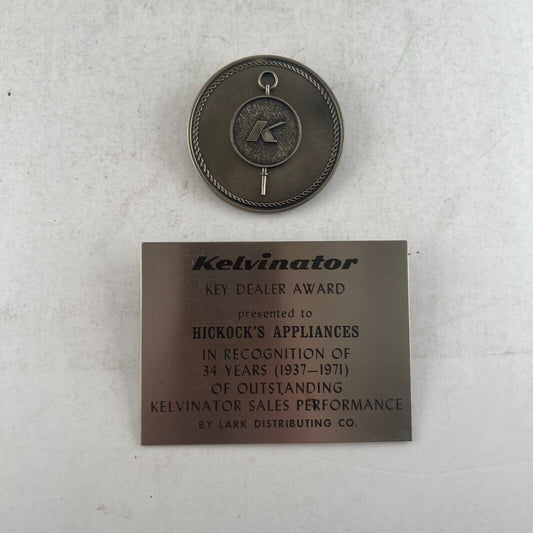 K
Kelvinator
KEY DEALER AWARD
presented to
HICKOCK'S APPLIANCES
IN RECOGNITION OF
34 YEARS (1937—1971)
OF OUTSTANDING
KELVINATOR SALES PERFORMANCE
BY LARK DISTRIBUTING CO.